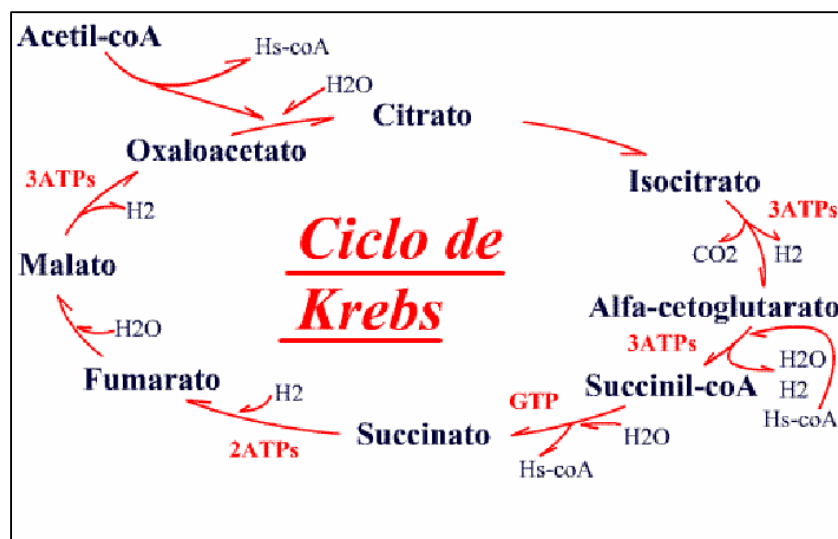 Acetil-coA
Hs-coA
H2O
Citrato
Oxaloacetato
Isocitrato
3ATPs
H2
3ATPs
CO2
H2
Ciclo de
Krebs
Malato
Alfa-cetoglutarato
H2O
3ATPs
H2O
Fumarato
H2
Succinil-coA
H2
GTP
Hs-coA
Succinato
H2O
2ATPs
Hs-coA